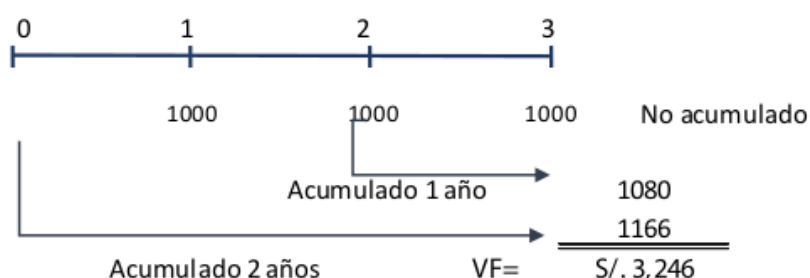 0 1 2 3
1000 1000 1000 No acumulado
Acumulado 1 año 1080
1166
Acumulado 2 años VF= S/. 3,246